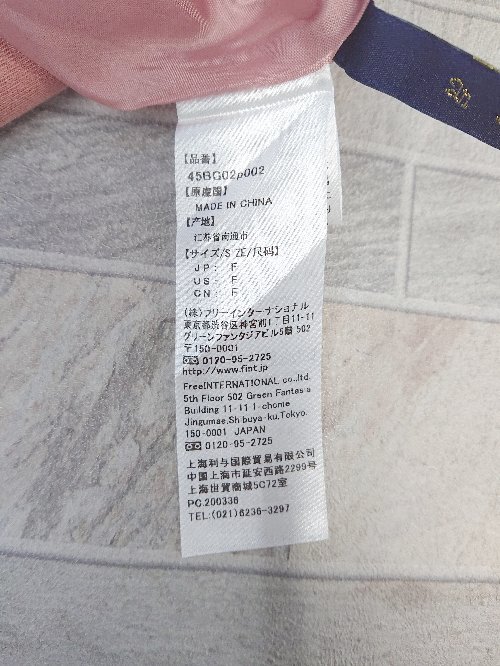 【品番】
45BG02p002
【原産国】
MADE IN CHINA
【产地】
江苏省南通市
【サイズ/SIZE/尺码】
JP: F
US: F
CN: F
(株)フリーインターナショナル
東京都渋谷区神宮前1丁目11-11
グリーンファンタジアビル5階 502
〒150-0001
0120-95-2725
http://www.fint.jp
FreeINTERNATIONAL co.,ltd.
5th Floor 502 Green Fantasia
Building 11-11 1-chome
Jingumae,Shibuya-ku,Tokyo.
150-0001 JAPAN
0120-95-2725
上海利与国際貿易有限公司
中国上海市延安西路2299号
上海世貿商城5C72室
PC.200336
TEL:(021)6236-3297